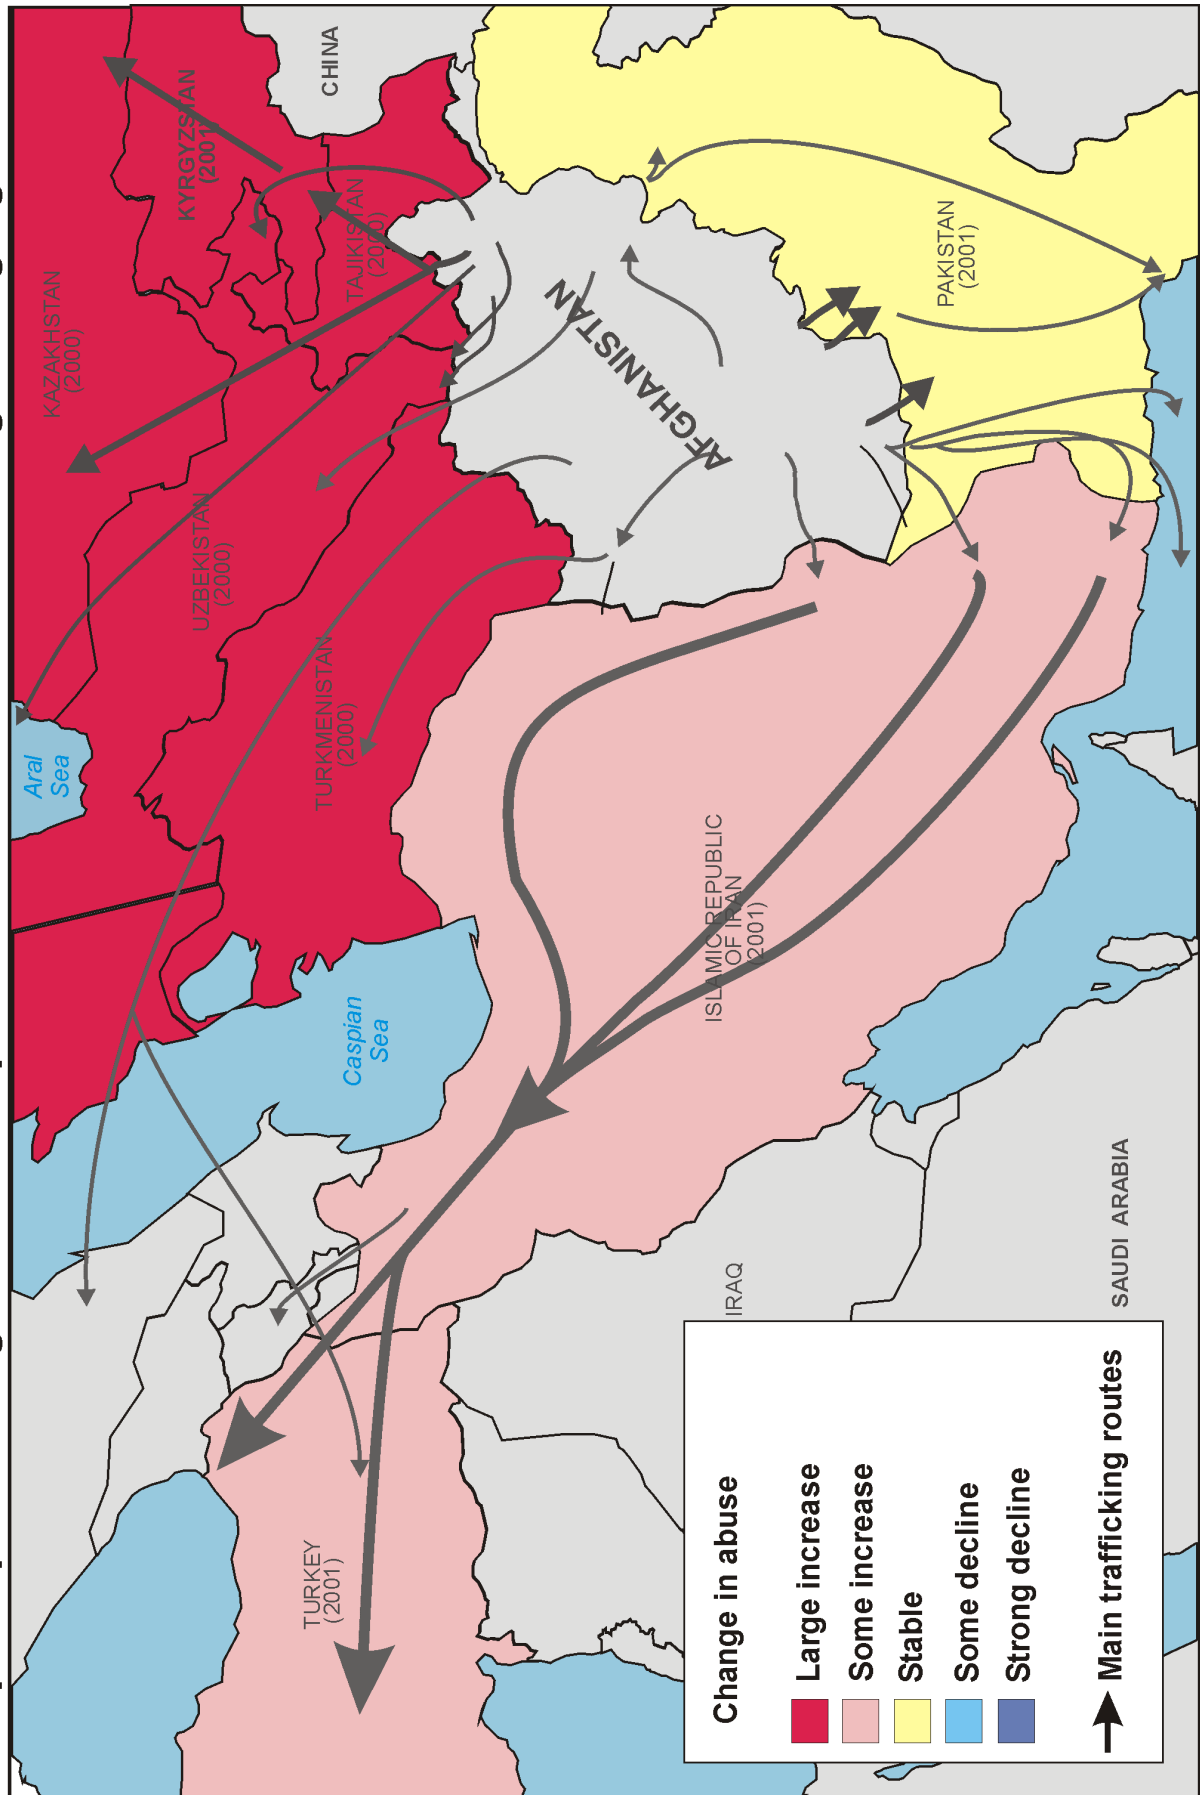 KAZAKHSTAN
(2000)
KYRGYZSTAN
(2001)
CHINA
Aral
Sea
UZBEKISTAN
(2000)
TAJIKISTAN
(2000)
TURKMENISTAN
(2000)
Caspian
Sea
AFGHANISTAN
TURKEY
(2001)
ISLAMIC REPUBLIC
OF IRAN
(2001)
PAKISTAN
(2001)
IRAQ
SAUDI ARABIA
Change in abuse
Large increase
Some increase
Stable
Some decline
Strong decline
Main trafficking routes